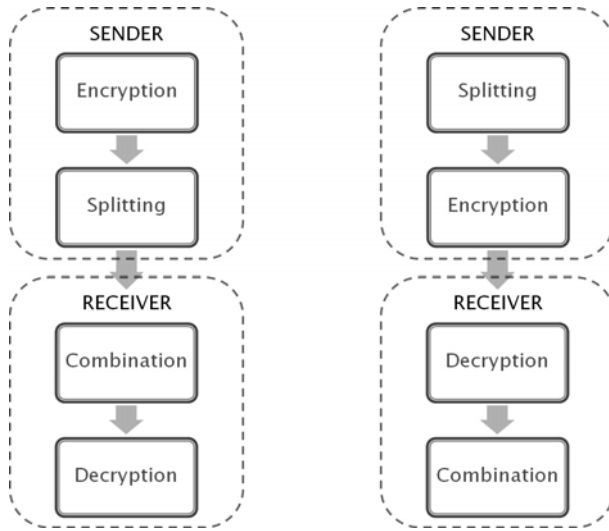 SENDER
Encryption
Splitting
RECEIVER
Combination
Decryption
SENDER
Splitting
Encryption
RECEIVER
Decryption
Combination